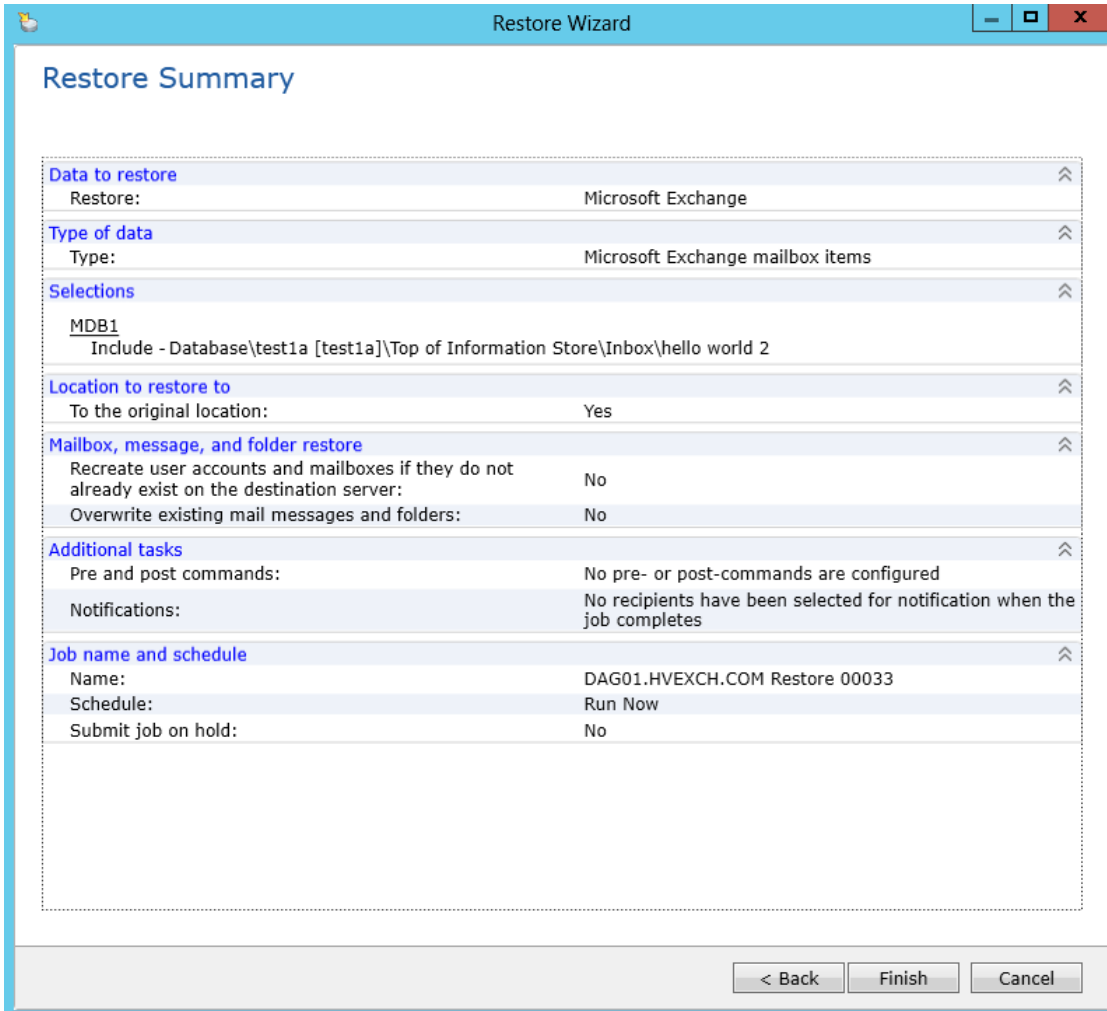 Restore Wizard
Restore Summary
Data to restore
Restore: Microsoft Exchange
Type of data
Type: Microsoft Exchange mailbox items
Selections
MDB1
Include - Database\test1a [test1a]\Top of Information Store\Inbox\hello world 2
Location to restore to
To the original location: Yes
Mailbox, message, and folder restore
Recreate user accounts and mailboxes if they do not
already exist on the destination server: No
Overwrite existing mail messages and folders: No
Additional tasks
Pre and post commands: No pre- or post-commands are configured
Notifications: No recipients have been selected for notification when the
job completes
Job name and schedule
Name: DAG01.HVEXCH.COM Restore 00033
Schedule: Run Now
Submit job on hold: No
< Back Finish Cancel